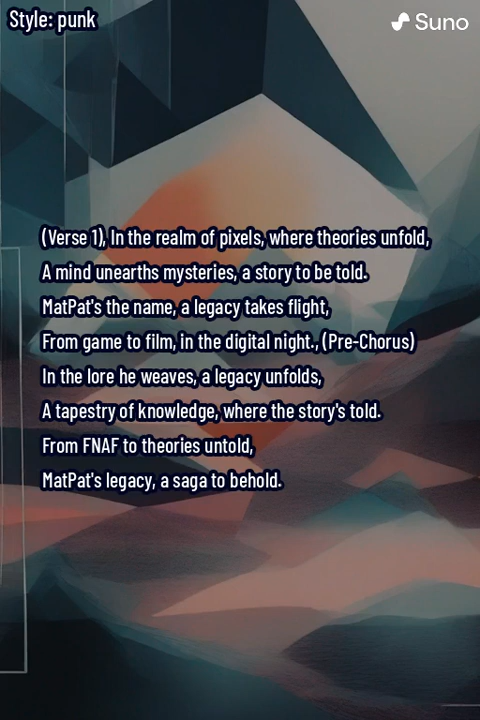 Style: punk
Suno
(Verse 1), In the realm of pixels, where theories unfold,
A mind unearths mysteries, a story to be told.
MatPat's the name, a legacy takes flight,
From game to film, in the digital night., (Pre-Chorus)
In the lore he weaves, a legacy unfolds,
A tapestry of knowledge, where the story's told.
From FNAF to theories untold,
MatPat's legacy, a saga to behold.